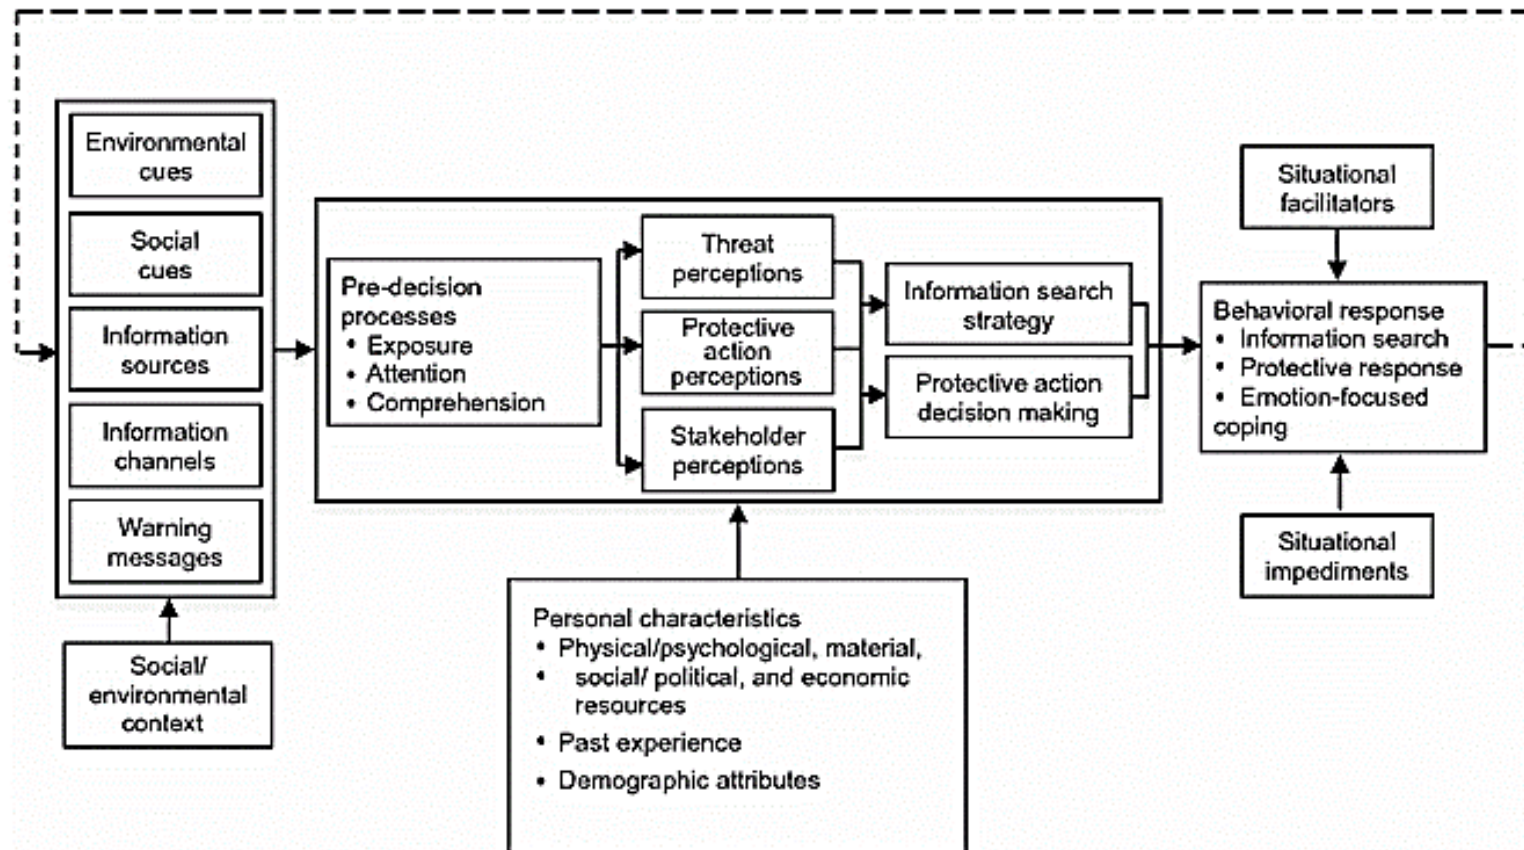 Environmental
cues
Social
cues
Information
sources
Information
channels
Warning
messages
Social/
environmental
context
Pre-decision
processes
• Exposure
• Attention
• Comprehension
Threat
perceptions
Protective
action
perceptions
Stakeholder
perceptions
Information search
strategy
Protective action
decision making
Personal characteristics
• Physical/psychological, material,
• social/ political, and economic
resources
• Past experience
• Demographic attributes
Situational
facilitators
Behavioral response
• Information search
• Protective response
• Emotion-focused
coping
Situational
impediments